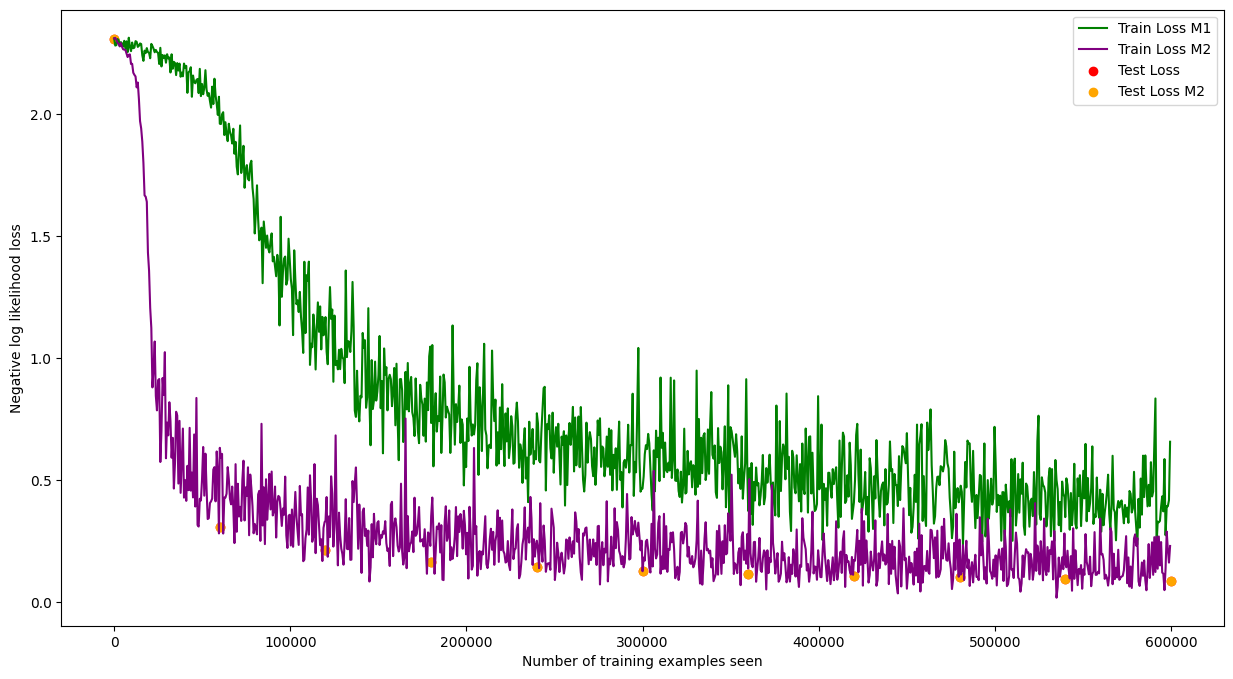 Train Loss M1
Train Loss M2
Test Loss
Test Loss M2
Negative log likelihood loss
2.0
1.5
1.0
0.5
0.0
0
100000
200000
300000
400000
500000
600000
Number of training examples seen